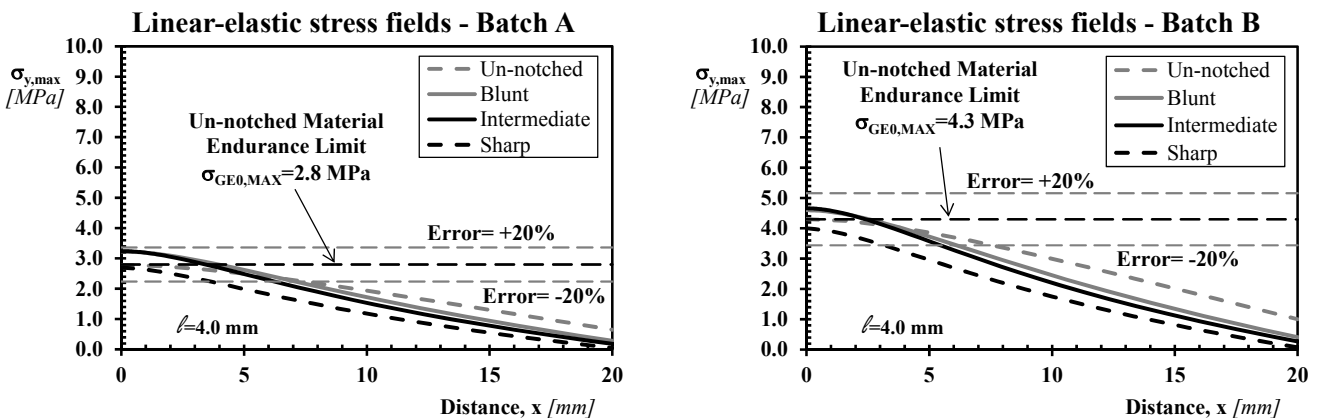 Linear-elastic stress fields - Batch A
10.0
9.0
8.0
7.0
6.0
5.0
4.0
3.0
2.0
1.0
0.0
σy,max
[MPa]
Un-notched
Blunt
Intermediate
Sharp
Un-notched Material
Endurance Limit
σGE0,MAX=2.8 MPa
Error= +20%
Error= -20%
ℓ=4.0 mm
0 5 10 15 20
Distance, x [mm]
Linear-elastic stress fields - Batch B
10.0
9.0
8.0
7.0
6.0
5.0
4.0
3.0
2.0
1.0
0.0
σy,max
[MPa]
Un-notched Material
Endurance Limit
σGE0,MAX=4.3 MPa
Un-notched
Blunt
Intermediate
Sharp
Error= +20%
Error= -20%
ℓ=4.0 mm
0 5 10 15 20
Distance, x [mm]